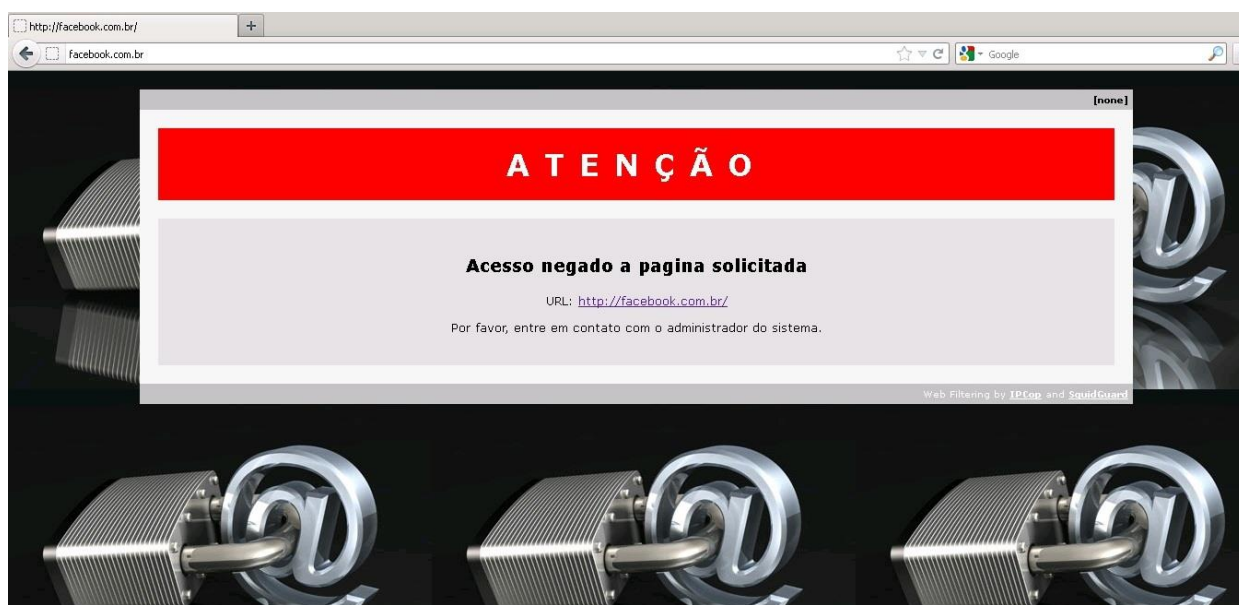 http://facebook.com.br/
facebook.com.br
Google
[none]
A T E N Ç Ã O
Acesso negado a pagina solicitada
URL: http://facebook.com.br/
Por favor, entre em contato com o administrador do sistema.
Web Filtering by IPCop and SquidGuard